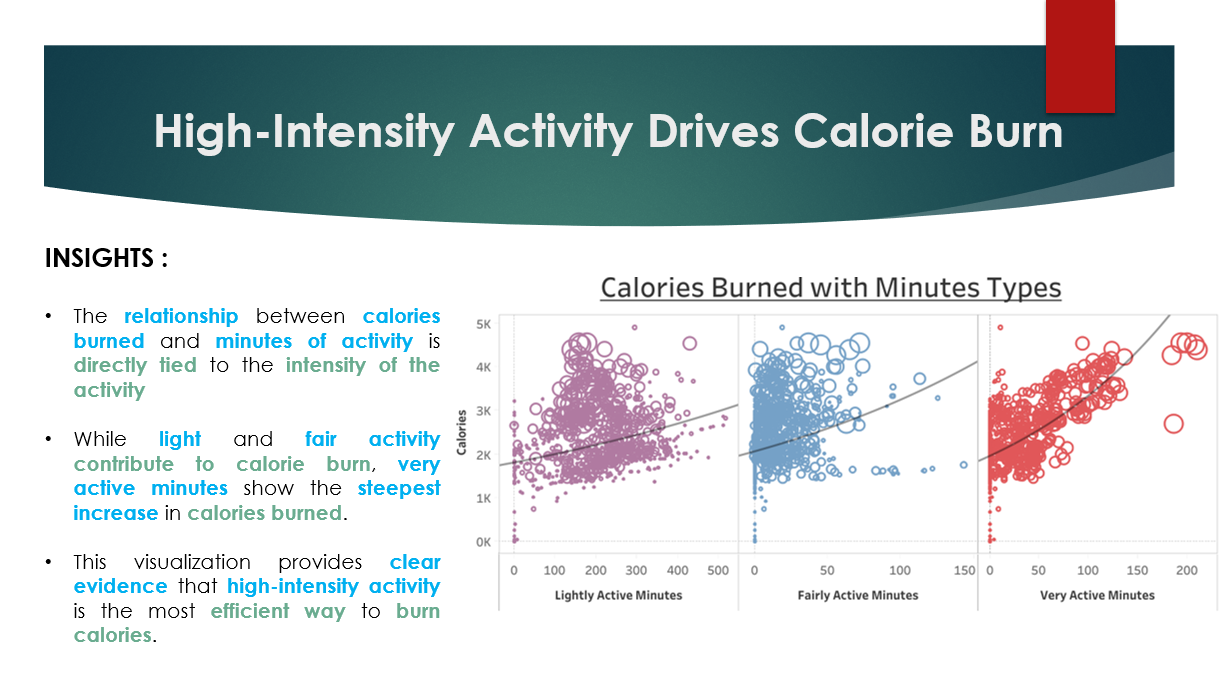 High-Intensity Activity Drives Calorie Burn
INSIGHTS :
• The relationship between calories
burned and minutes of activity is
directly tied to the intensity of the
activity
• While light and fair activity
contribute to calorie burn, very
active minutes show the steepest
increase in calories burned.
• This visualization provides clear
evidence that high-intensity activity
is the most efficient way to burn
calories.
Calories Burned with Minutes Types
Calories
5K
4K
3K
2K
1K
0K
0 100 200 300 400 500
Lightly Active Minutes
0 50 100 150
Fairly Active Minutes
0 50 100 150 200
Very Active Minutes